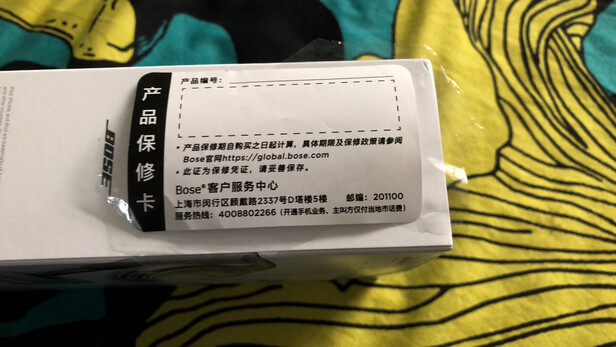 产品保修卡
产品编号:
• 产品保修期自购买之日起计算，具体期限及保修政策请参阅
Bose官网https://global.bose.com
• 此证为保修凭证，请妥善保存。
Bose®客户服务中心
上海市闵行区顾戴路2337号D塔楼5楼 邮编: 201100
服务热线: 4008802266 (开通手机业务、主叫方仅付当地市话费)
BOSE